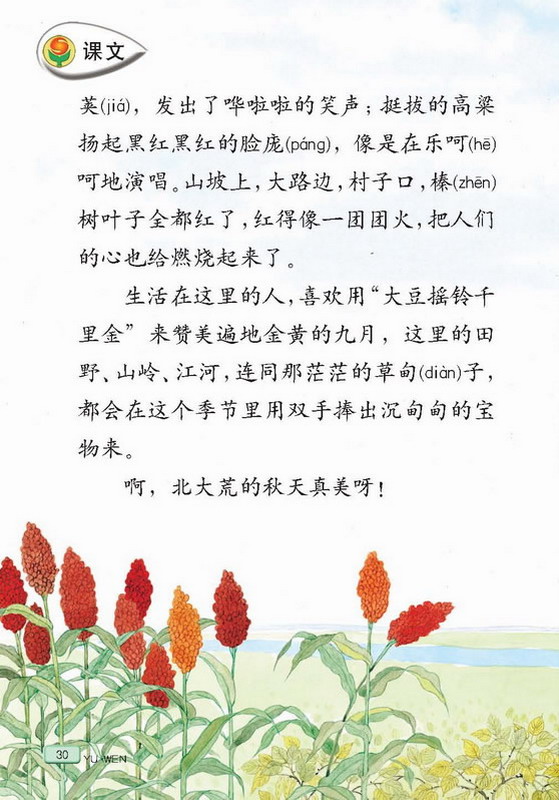 课文
荚(jiá)，发出了哗啦啦的笑声；挺拔的高粱
扬起黑红黑红的脸庞(páng)，像是在乐呵(hē)
呵地演唱。山坡上，大路边，村子口，榛(zhēn)
树叶子全都红了，红得像一团团火，把人们
的心也给燃烧起来了。
生活在这里的人，喜欢用“大豆摇铃千
里金”来赞美遍地金黄的九月，这里的田
野、山岭、江河，连同那茫茫的草甸(diàn)子，
都会在这个季节里用双手捧出沉甸甸的宝
物来。
啊，北大荒的秋天真美呀！
30
YU WEN